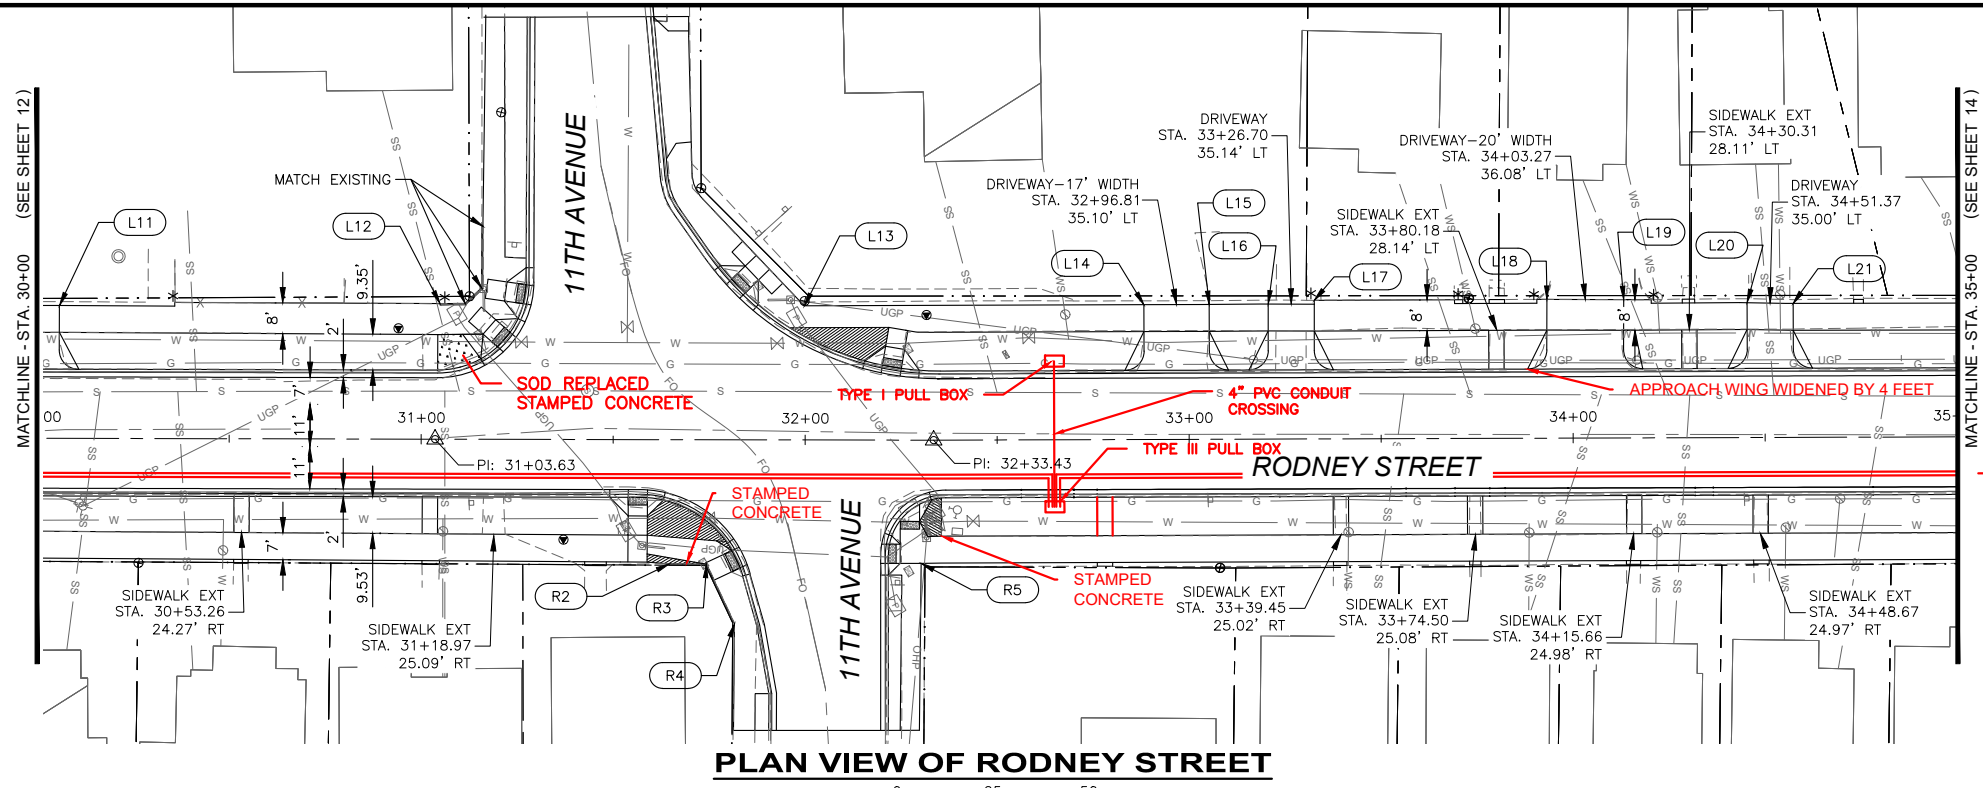 MATCHLINE - STA. 30+00 (SEE SHEET 12)
MATCH EXISTING
L11
L12
9.35'
8'
2'
7'
11'
11'
2'
7'
2'
9.53'
11TH AVENUE
L13
SOD REPLACED
STAMPED CONCRETE
TYPE I PULL BOX
4" PVC CONDUIT
CROSSING
TYPE III PULL BOX
DRIVEWAY
STA. 33+26.70
35.14' LT
DRIVEWAY-17' WIDTH
STA. 32+96.81
35.10' LT
L14
L15
L16
L17
SIDEWALK EXT
STA. 33+80.18
28.14' LT
DRIVEWAY-20' WIDTH
STA. 34+03.27
36.08' LT
SIDEWALK EXT
STA. 34+30.31
28.11' LT
DRIVEWAY
STA. 34+51.37
35.00' LT
L18
L19
L20
L21
8'
8'
APPROACH WING WIDENED BY 4 FEET
00
31+00
32+00
33+00
34+00
35
PI: 31+03.63
PI: 32+33.43
RODNEY STREET
STAMPED
CONCRETE
11TH AVENUE
STAMPED
CONCRETE
R2
R3
R4
R5
SIDEWALK EXT
STA. 30+53.26
24.27' RT
SIDEWALK EXT
STA. 31+18.97
25.09' RT
SIDEWALK EXT
STA. 33+39.45
25.02' RT
SIDEWALK EXT
STA. 33+74.50
25.08' RT
SIDEWALK EXT
STA. 34+15.66
24.98' RT
SIDEWALK EXT
STA. 34+48.67
24.97' RT
MATCHLINE - STA. 35+00 (SEE SHEET 14)
PLAN VIEW OF RODNEY STREET